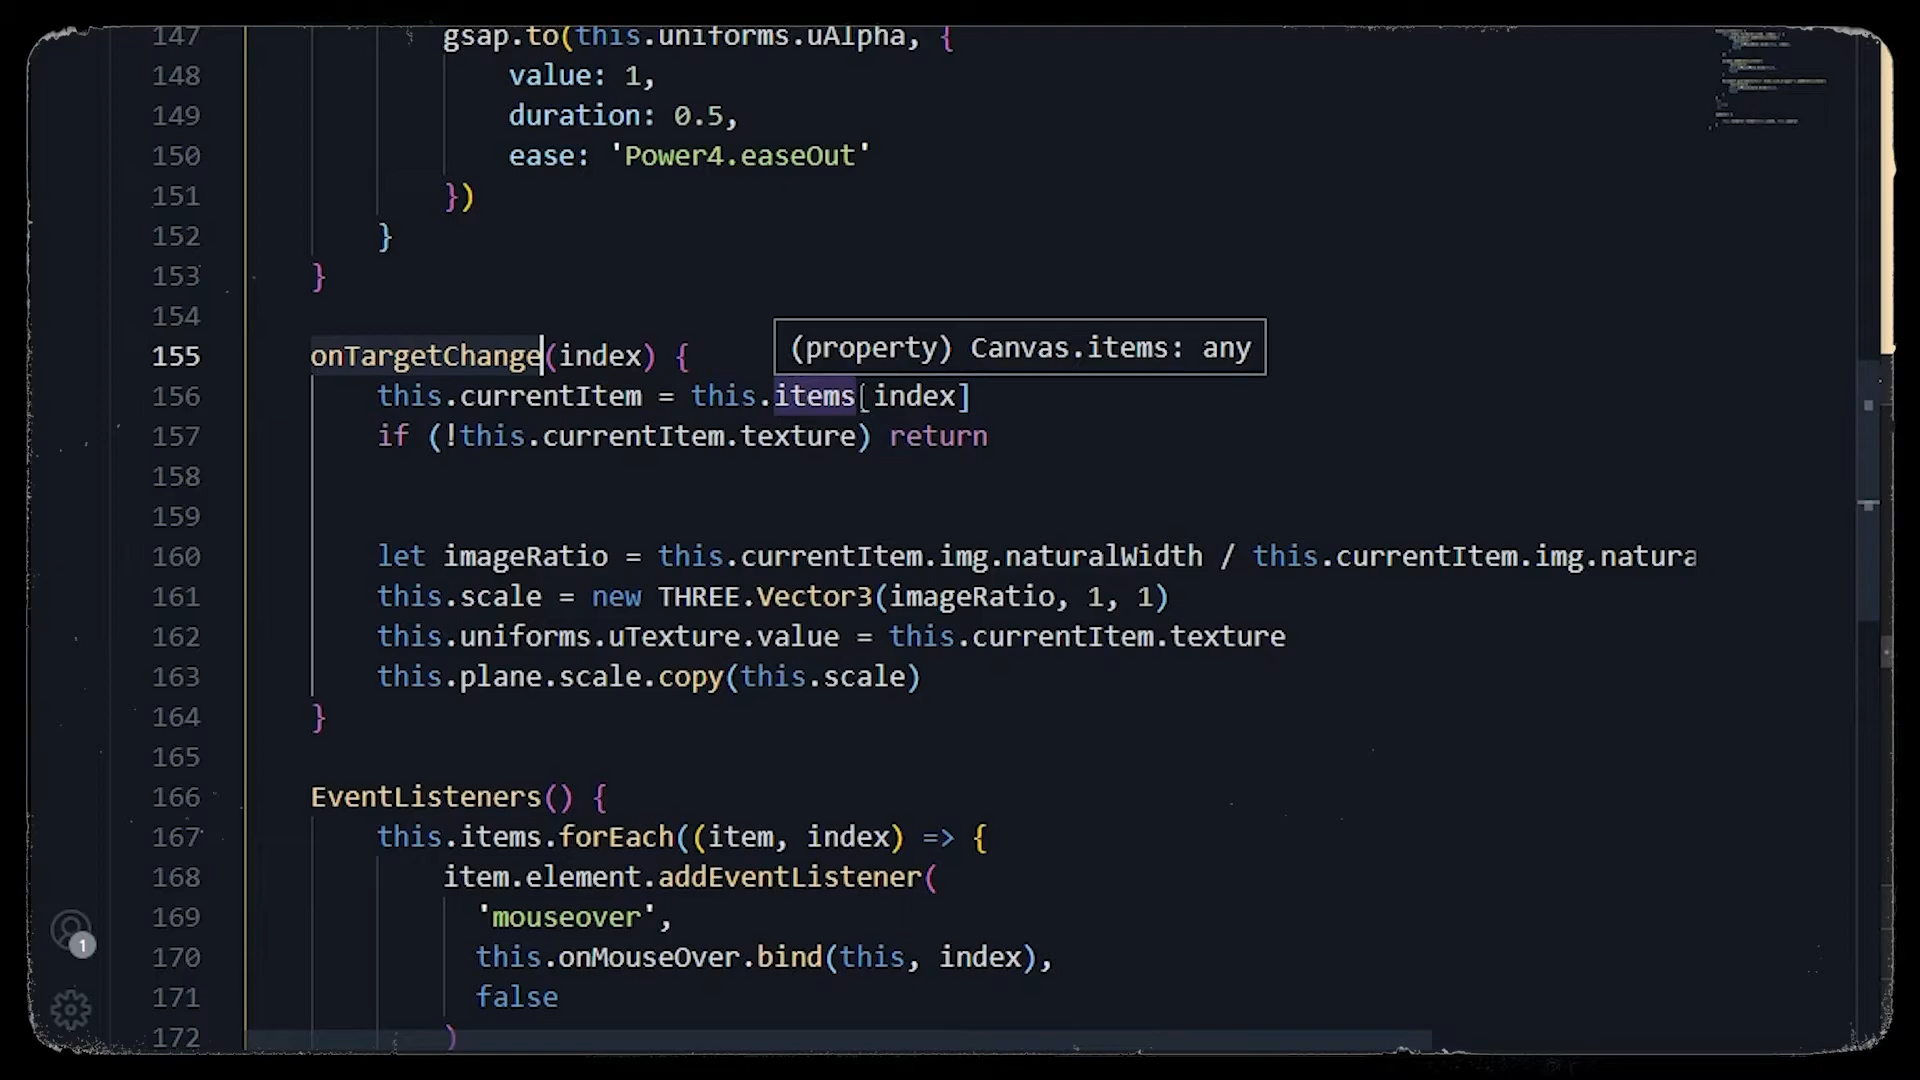 147 gsap.to(this.uniforms.uAlpha, {
148 value: 1,
149 duration: 0.5,
150 ease: 'Power4.easeOut'
151 })
152 }
153 }
154
155 onTargetChange(index) {
(property) Canvas.items: any
156 this.currentItem = this.items[index]
157 if (!this.currentItem.texture) return
158
159
160 let imageRatio = this.currentItem.img.naturalWidth / this.currentItem.img.natura
161 this.scale = new THREE.Vector3(imageRatio, 1, 1)
162 this.uniforms.uTexture.value = this.currentItem.texture
163 this.plane.scale.copy(this.scale)
164 }
165
166 EventListeners() {
167 this.items.forEach((item, index) => {
168 item.element.addEventListener(
169 'mouseover',
170 this.onMouseOver.bind(this, index),
171 false
172 )
1